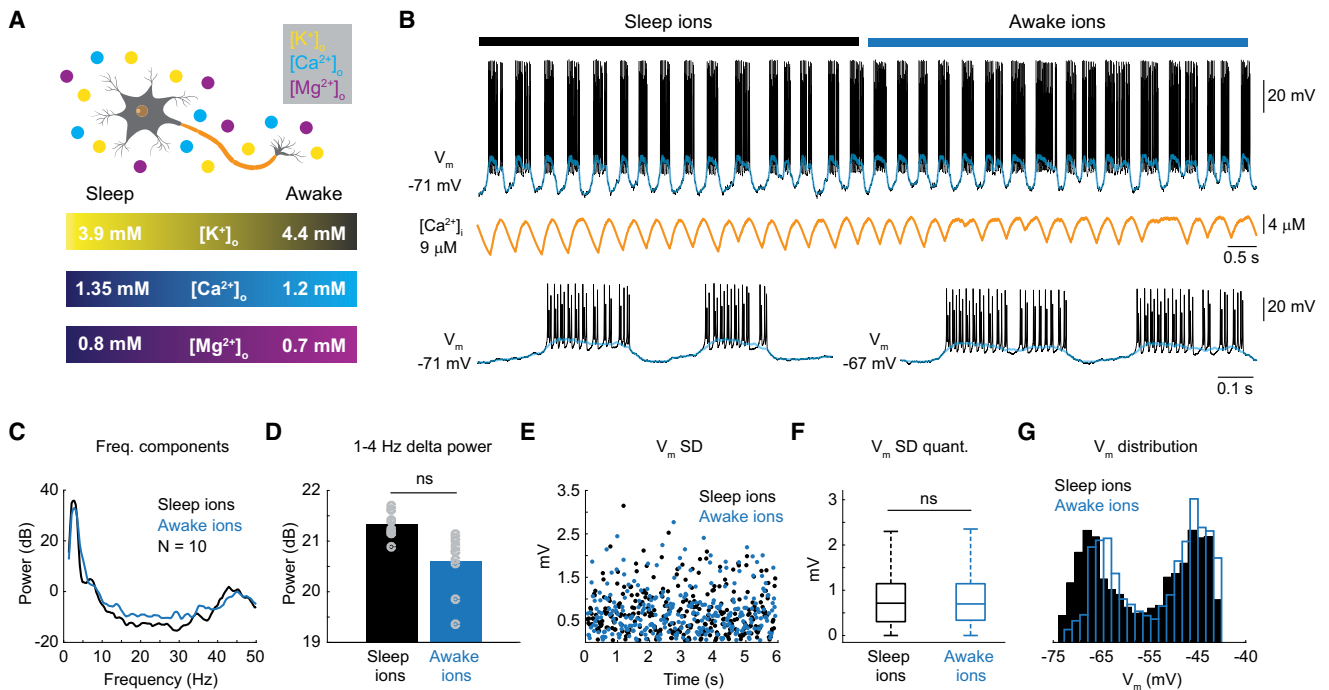 A
[K⁺]ₒ
[Ca²⁺]ₒ
[Mg²⁺]ₒ
Sleep Awake
3.9 mM [K⁺]ₒ 4.4 mM
1.35 mM [Ca²⁺]ₒ 1.2 mM
0.8 mM [Mg²⁺]ₒ 0.7 mM
B
Sleep ions Awake ions
20 mV
Vₘ
-71 mV
[Ca²⁺]ᵢ
9 μM
4 μM
0.5 s
20 mV
Vₘ
-71 mV
Vₘ
-67 mV
0.1 s
C
Freq. components
Sleep ions
Awake ions
N = 10
Power (dB)
40
20
0
-20
0 10 20 30 40 50
Frequency (Hz)
D
1-4 Hz delta power
ns
Power (dB)
22
21
20
19
Sleep Awake
ions ions
E
Vₘ SD
Sleep ions
Awake ions
mV
3.5
2.5
1.5
0.5
0 1 2 3 4 5 6
Time (s)
F
Vₘ SD quant.
ns
mV
3
2
1
0
Sleep Awake
ions ions
G
Vₘ distribution
Sleep ions
Awake ions
-75 -65 -55 -45 -40
Vₘ (mV)